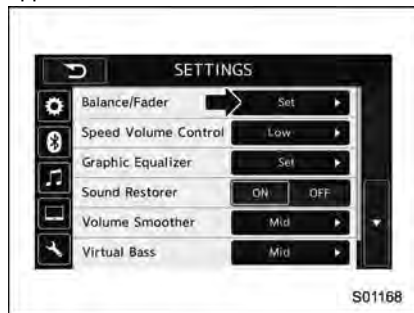 SETTINGS
Balance/Fader Set
Speed Volume Control Low
Graphic Equalizer Set
Sound Restorer ON OFF
Volume Smoother Mid
Virtual Bass Mid
S01168